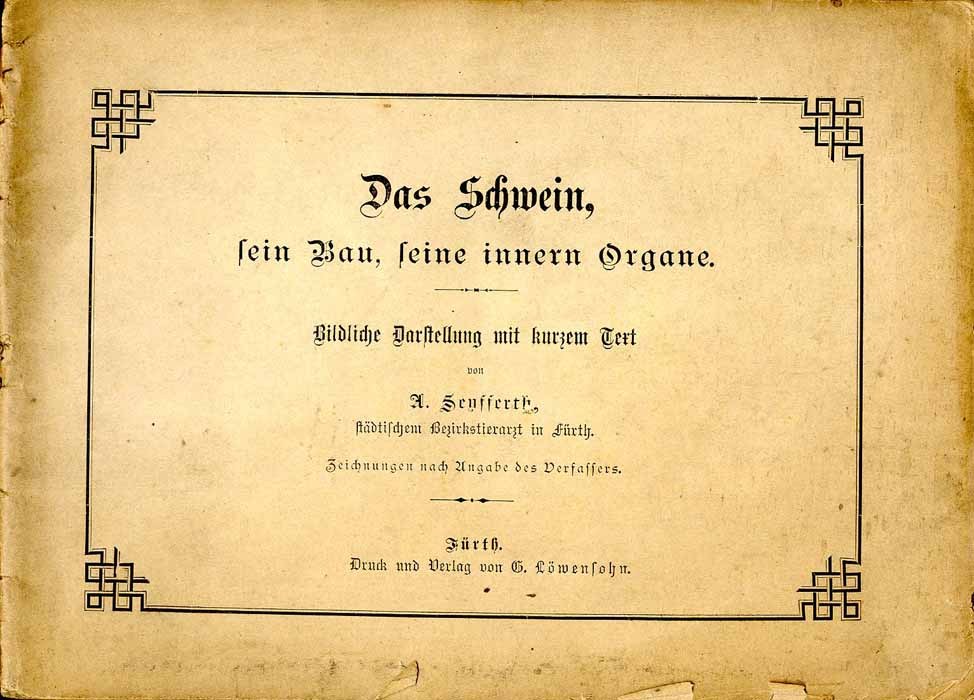 Das Schwein,
sein Bau, seine innern Organe.
Bildliche Darstellung mit kurzem Text
von
A. Seyfferth,
städtischem Bezirkstierarzt in Fürth.
Zeichnungen nach Angabe des Verfassers.
Fürth.
Druck und Verlag von G. Löwensohn.